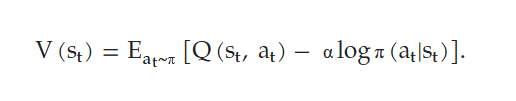 V (sₜ) = E_{aₜ~π} [Q (sₜ, aₜ) − α log π (aₜ|sₜ)].